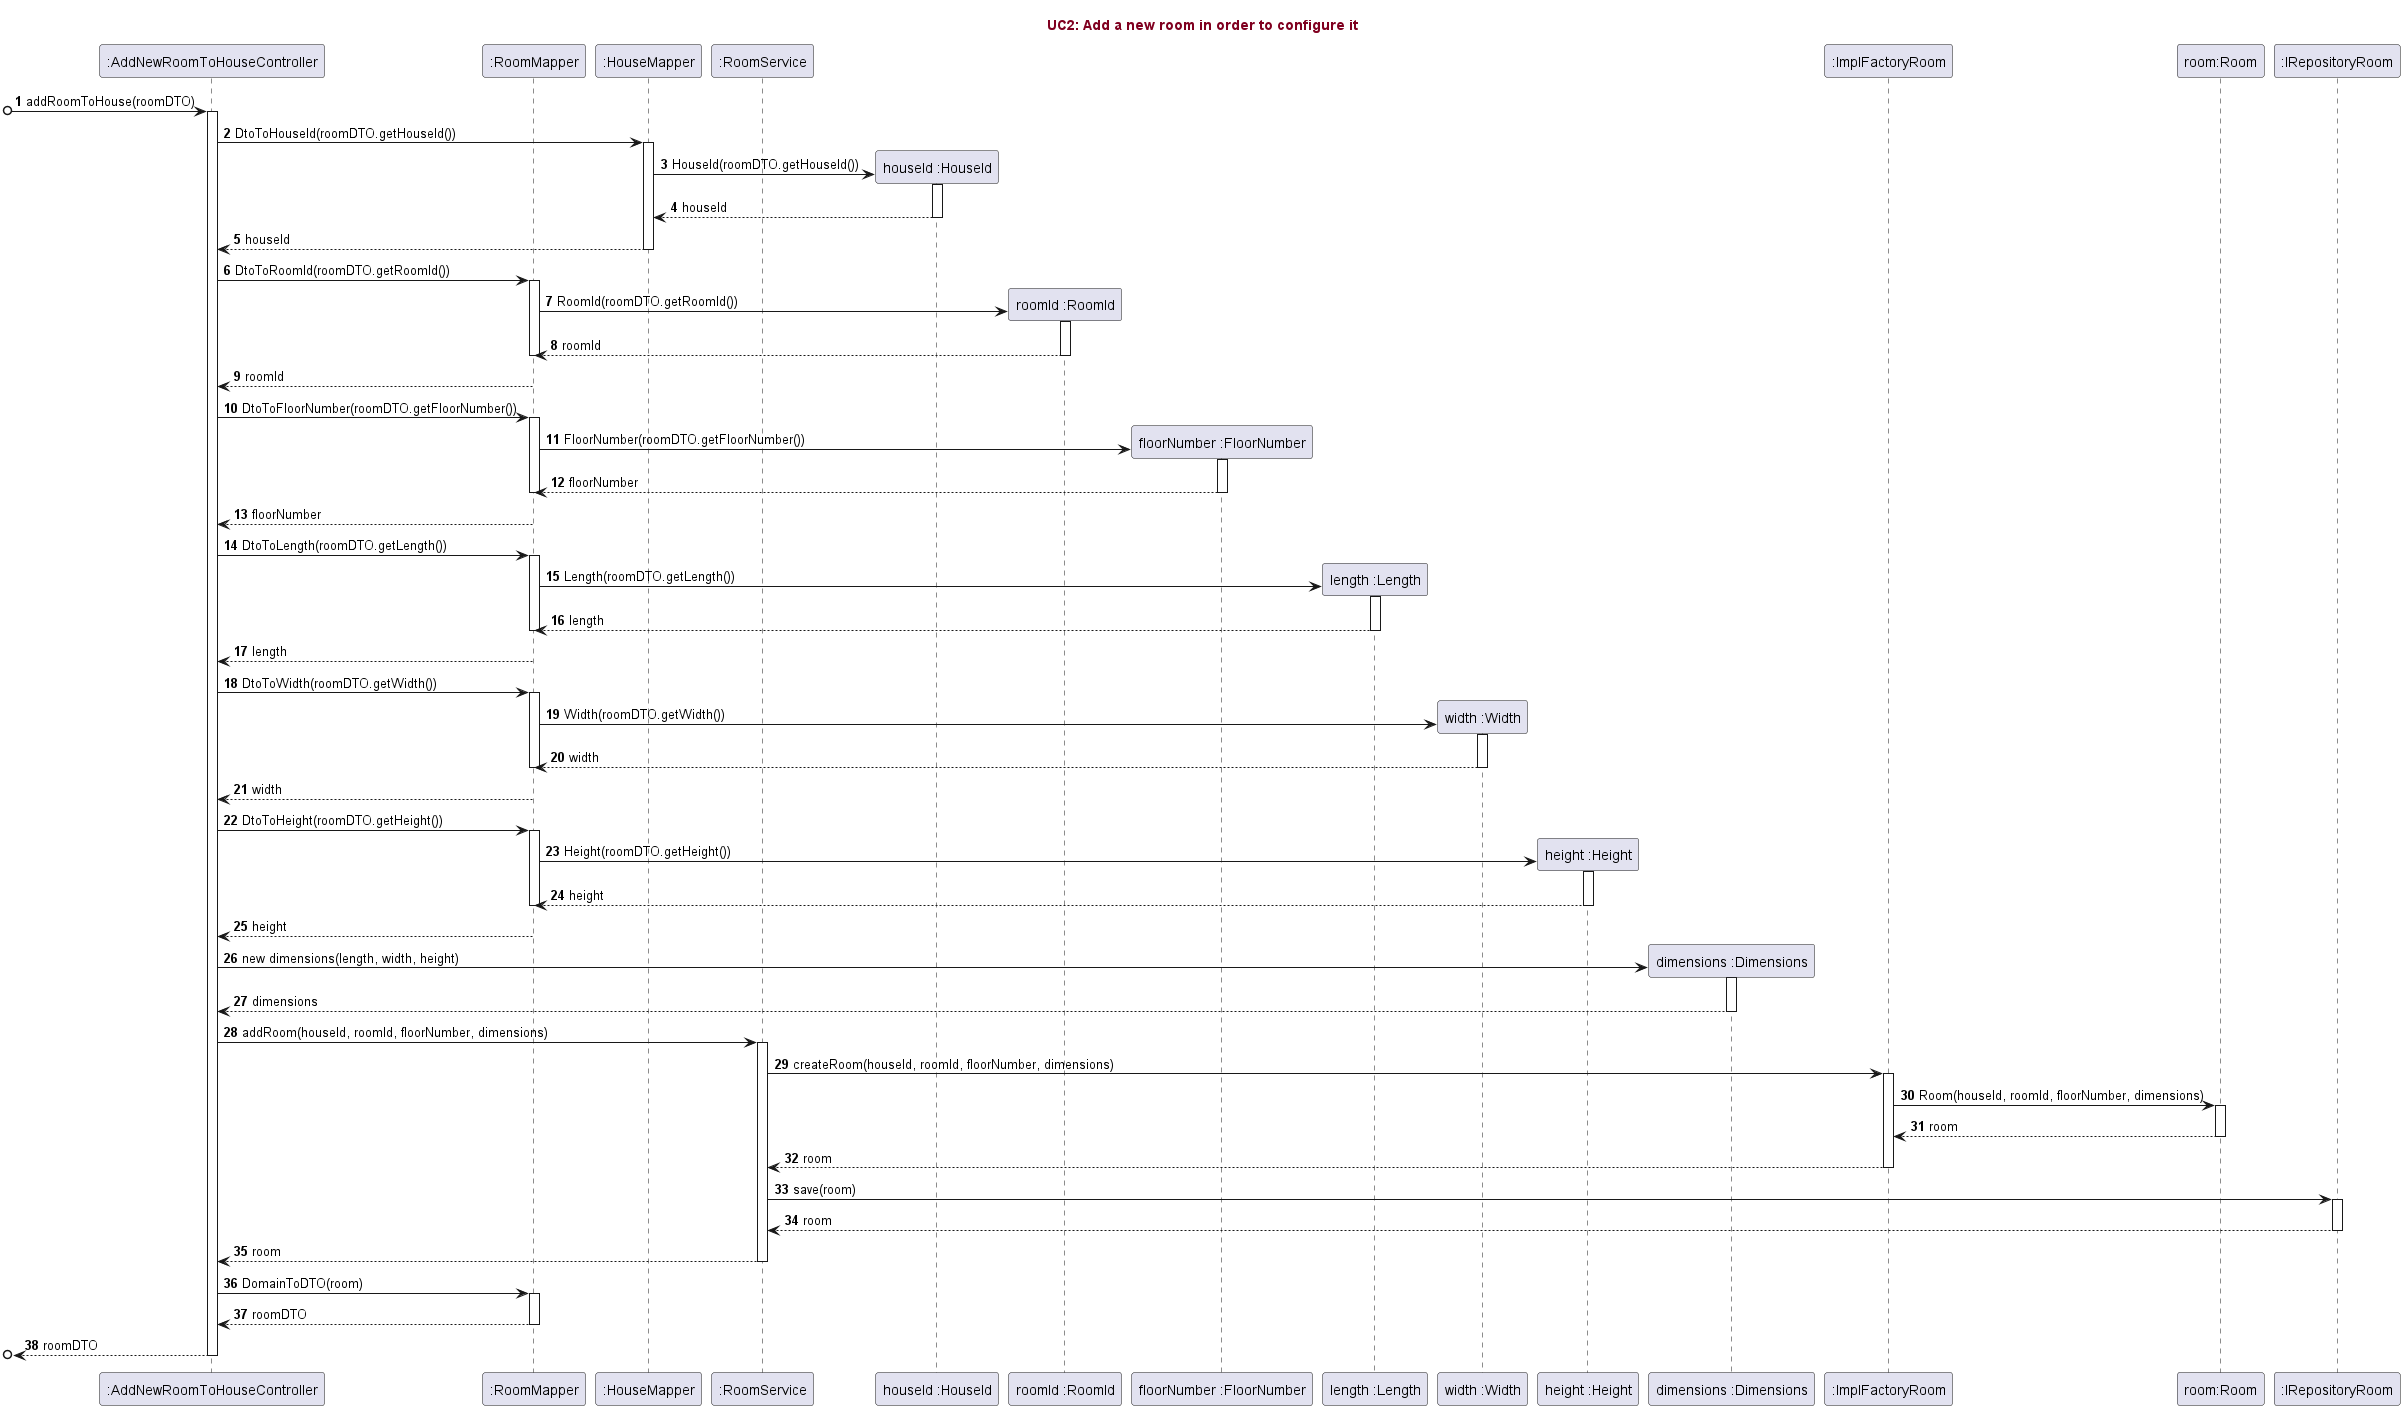 UC2: Add a new room in order to configure it
:AddNewRoomToHouseController
:RoomMapper
:HouseMapper
:RoomService
:ImplFactoryRoom
room:Room
:IRepositoryRoom
1 addRoomToHouse(roomDTO)
2 DtoToHouseId(roomDTO.getHouseId())
3 HouseId(roomDTO.getHouseId())
houseId :HouseId
4 houseId
5 houseId
6 DtoToRoomId(roomDTO.getRoomId())
7 RoomId(roomDTO.getRoomId())
roomId :RoomId
8 roomId
9 roomId
10 DtoToFloorNumber(roomDTO.getFloorNumber())
11 FloorNumber(roomDTO.getFloorNumber())
floorNumber :FloorNumber
12 floorNumber
13 floorNumber
14 DtoToLength(roomDTO.getLength())
15 Length(roomDTO.getLength())
length :Length
16 length
17 length
18 DtoToWidth(roomDTO.getWidth())
19 Width(roomDTO.getWidth())
width :Width
20 width
21 width
22 DtoToHeight(roomDTO.getHeight())
23 Height(roomDTO.getHeight())
height :Height
24 height
25 height
26 new dimensions(length, width, height)
dimensions :Dimensions
27 dimensions
28 addRoom(houseId, roomId, floorNumber, dimensions)
29 createRoom(houseId, roomId, floorNumber, dimensions)
30 Room(houseId, roomId, floorNumber, dimensions)
31 room
32 room
33 save(room)
34 room
35 room
36 DomainToDTO(room)
37 roomDTO
38 roomDTO
:AddNewRoomToHouseController
:RoomMapper
:HouseMapper
:RoomService
houseId :HouseId
roomId :RoomId
floorNumber :FloorNumber
length :Length
width :Width
height :Height
dimensions :Dimensions
:ImplFactoryRoom
room:Room
:IRepositoryRoom